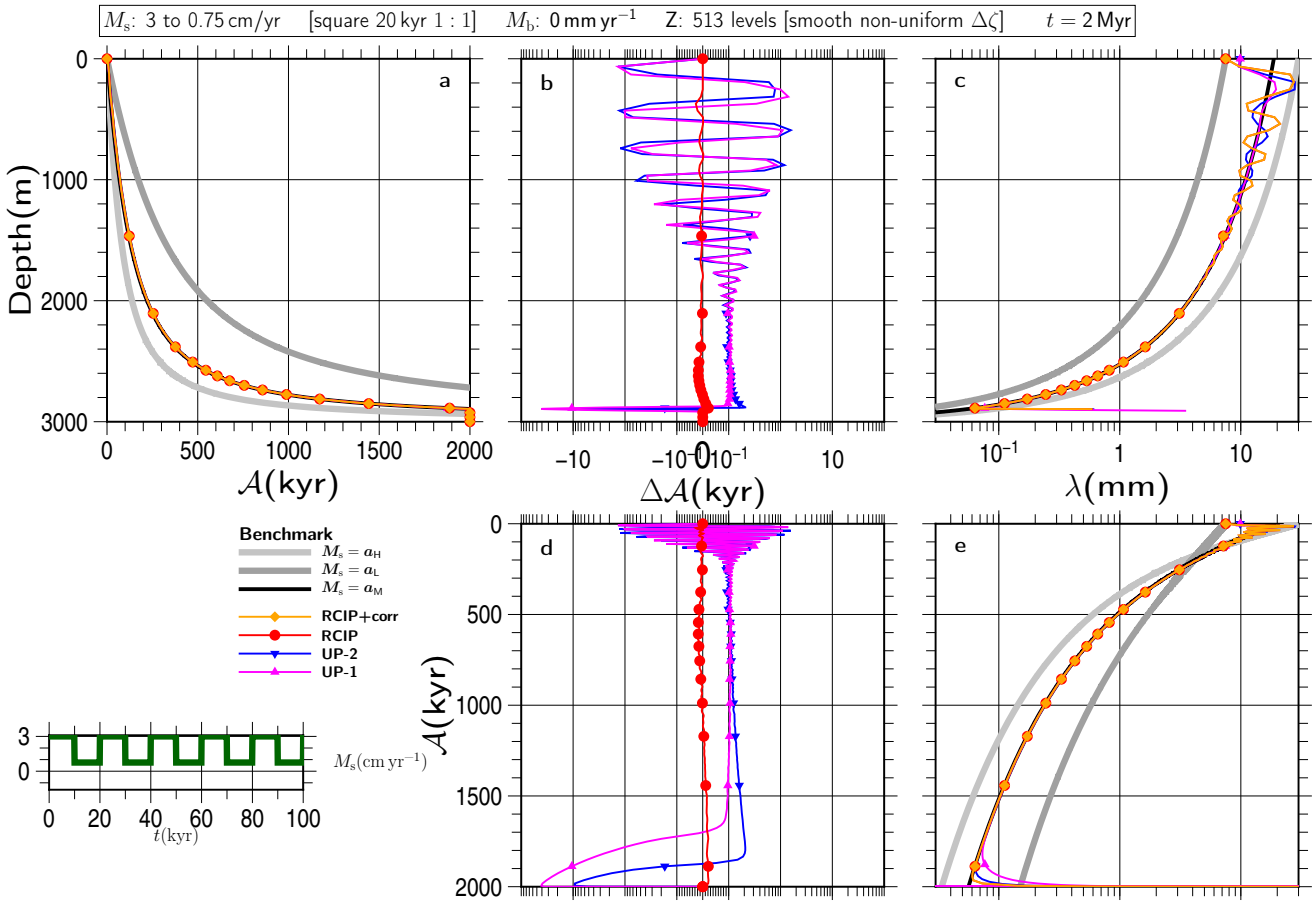 Mₛ: 3 to 0.75 cm/yr [square 20 kyr 1 : 1] M_b: 0 mm yr⁻¹ Z: 513 levels [smooth non-uniform Δζ] t = 2 Myr
a
b
c
0
1000
2000
3000
Depth(m)
0 500 1000 1500 2000
𝒜(kyr)
−10 −10⁻¹ 0 10⁻¹ 10
Δ𝒜(kyr)
10⁻¹ 1 10
λ(mm)
Benchmark
Mₛ = a_H
Mₛ = a_L
Mₛ = a_M
RCIP+corr
RCIP
UP-2
UP-1
3
0
Mₛ(cm yr⁻¹)
0 20 40 60 80 100
t(kyr)
d
e
0
500
1000
1500
2000
𝒜(kyr)